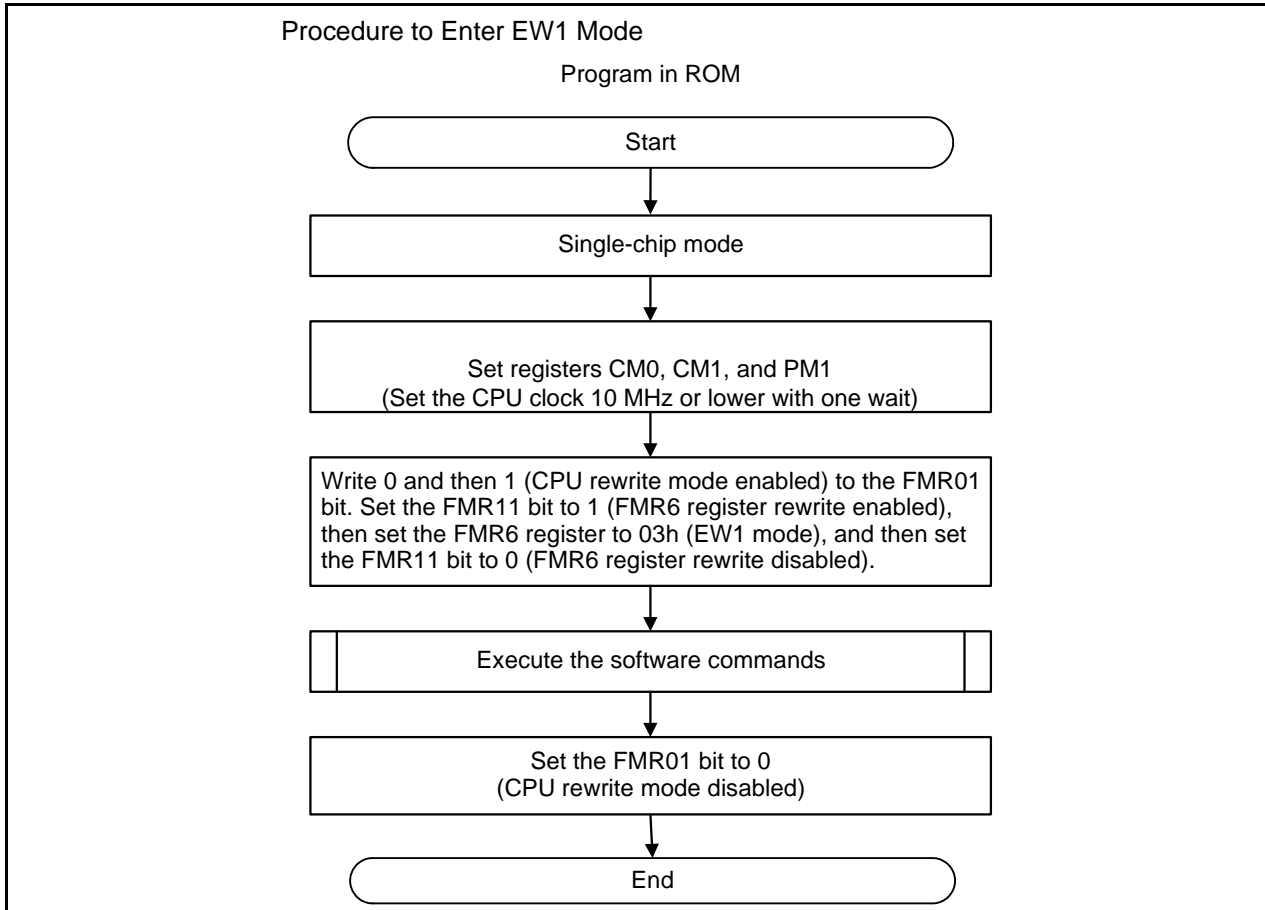 Procedure to Enter EW1 Mode
Program in ROM
Start
Single-chip mode
Set registers CM0, CM1, and PM1
(Set the CPU clock 10 MHz or lower with one wait)
Write 0 and then 1 (CPU rewrite mode enabled) to the FMR01
bit. Set the FMR11 bit to 1 (FMR6 register rewrite enabled),
then set the FMR6 register to 03h (EW1 mode), and then set
the FMR11 bit to 0 (FMR6 register rewrite disabled).
Execute the software commands
Set the FMR01 bit to 0
(CPU rewrite mode disabled)
End